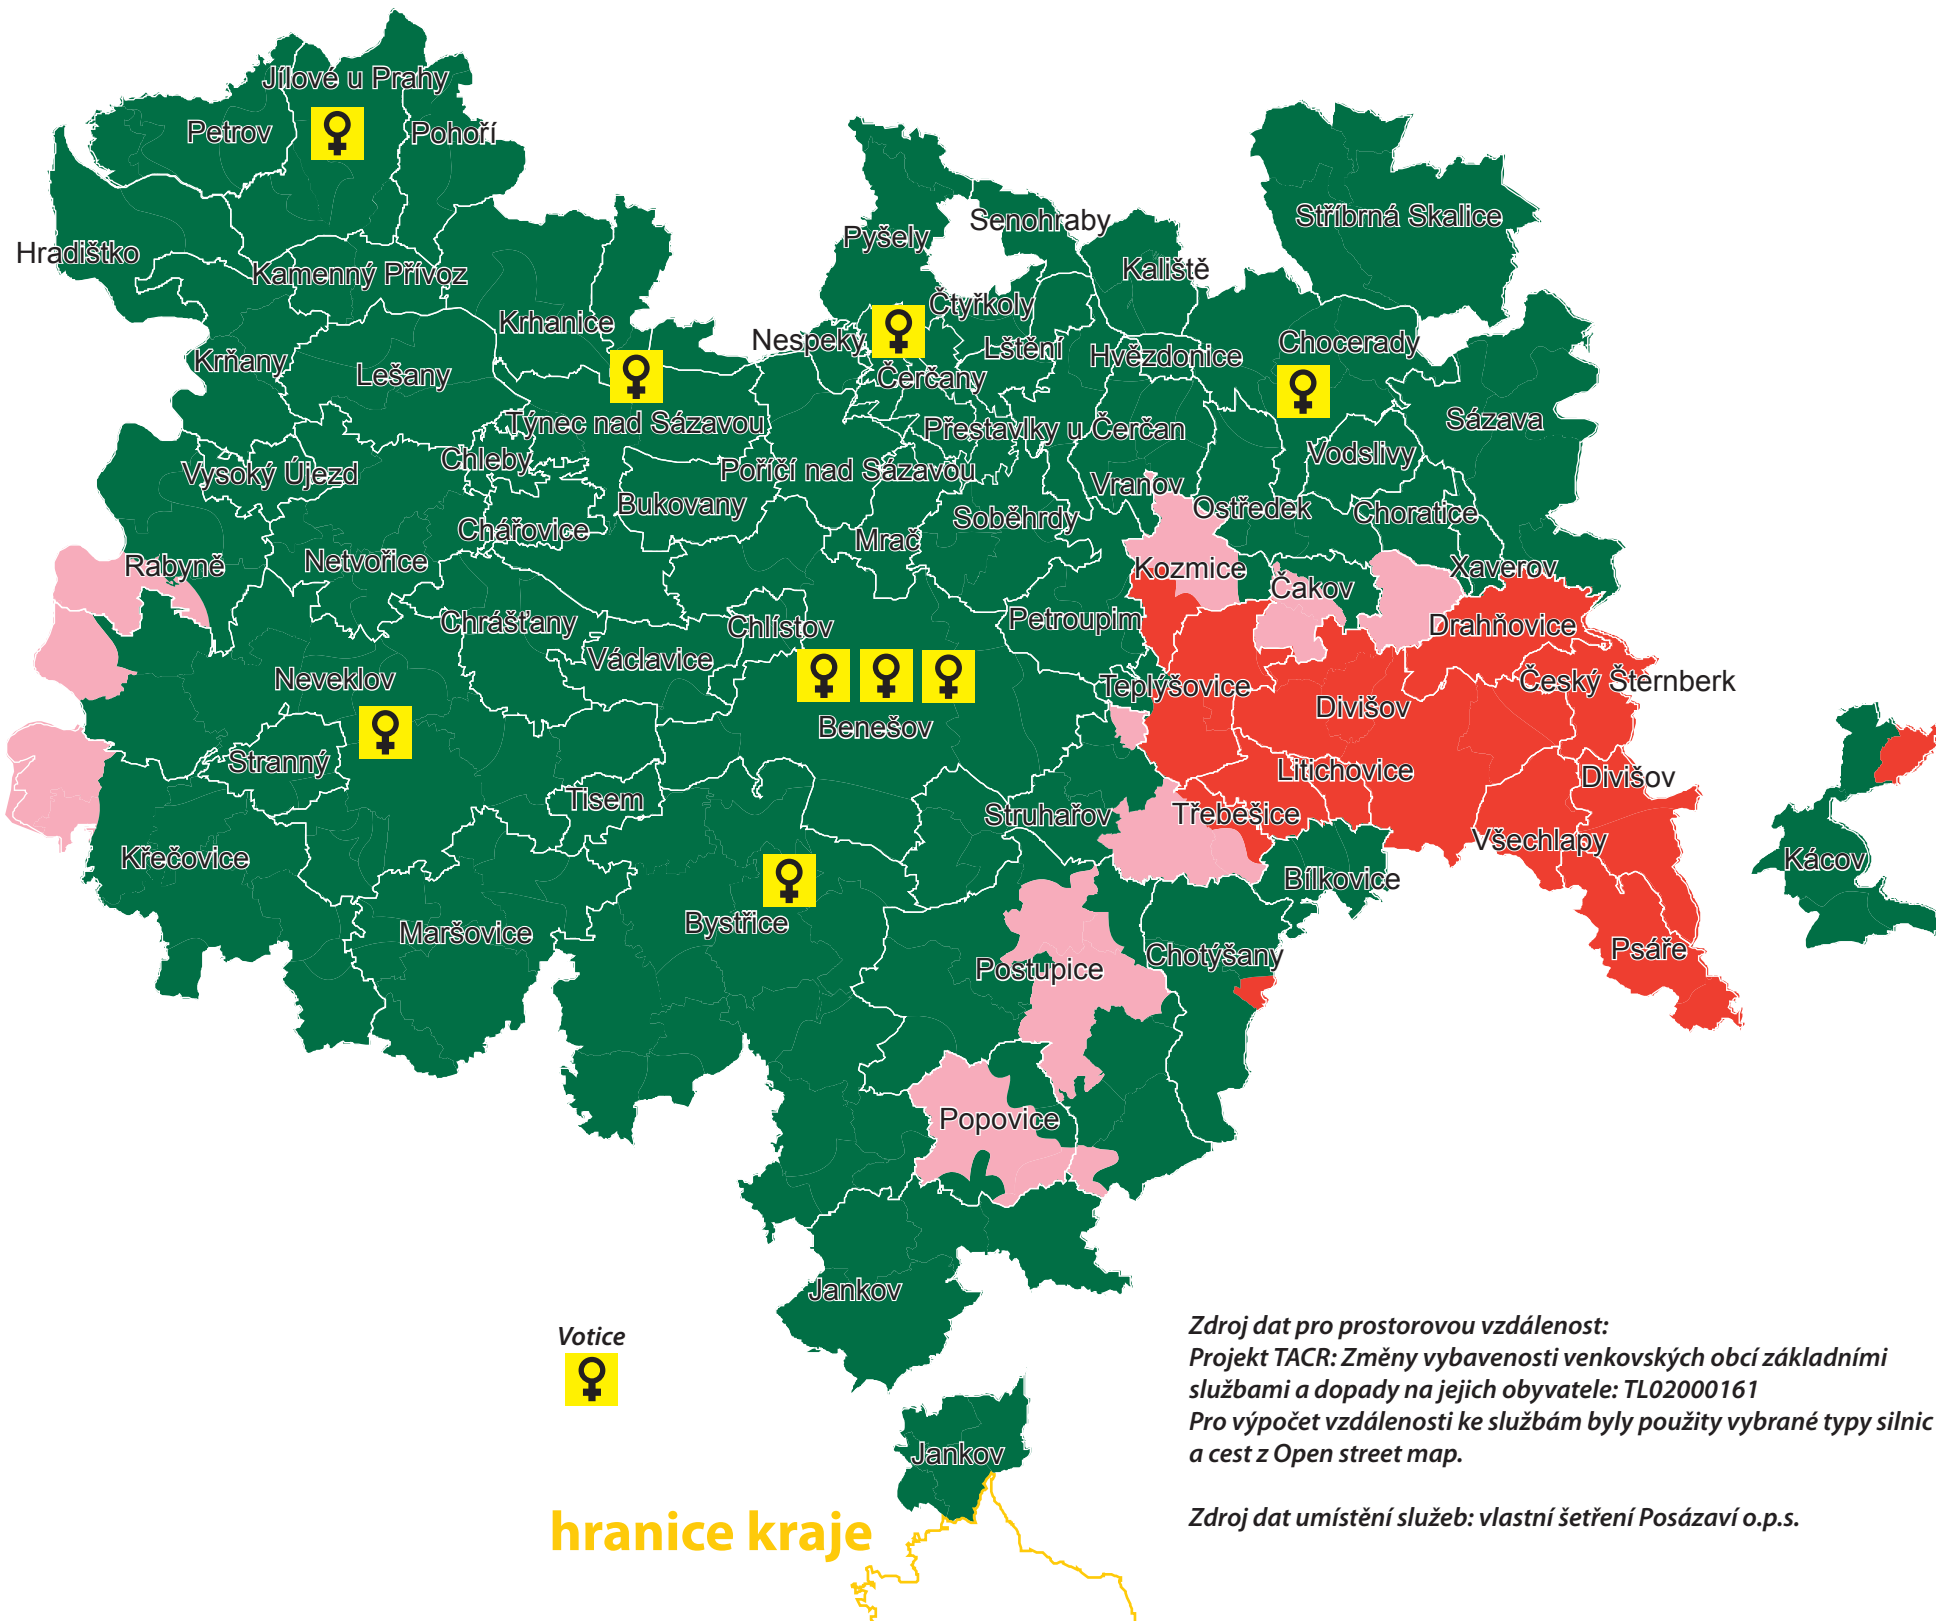 Jílové u Prahy
Petrov
Pohoří
Hradištko
Kamenný Přívoz
Pyšely
Senohraby
Stříbrná Skalice
Kaliště
Krhanice
Čtyřkoly
Nespeky
Krňany
Lešany
Lštění
Hvězdonice
Chocerady
Čerčany
Týnec nad Sázavou
Přestavlky u Čerčan
Sázava
Vysoký Újezd
Chleby
Poříčí nad Sázavou
Vodslivy
Vranov
Bukovany
Ostředek
Choratice
Chářovice
Soběhrdy
Mrač
Netvořice
Rabyně
Kozmice
Čakov
Xaverov
Chrášťany
Chlístov
Petroupim
Drahňovice
Václavice
Neveklov
Teplýšovice
Český Šternberk
Divišov
Benešov
Stranný
Litichovice
Divišov
Tisem
Struhařov
Třebešice
Všechlapy
Křečovice
Bílkovice
Kácov
Maršovice
Bystřice
Chotýšany
Psáře
Postupice
Popovice
Jankov
Votice
Jankov
hranice kraje
Zdroj dat pro prostorovou vzdálenost:
Projekt TACR: Změny vybavenosti venkovských obcí základními
službami a dopady na jejich obyvatele: TL02000161
Pro výpočet vzdálenosti ke službám byly použity vybrané typy silnic
a cest z Open street map.
Zdroj dat umístění služeb: vlastní šetření Posázaví o.p.s.